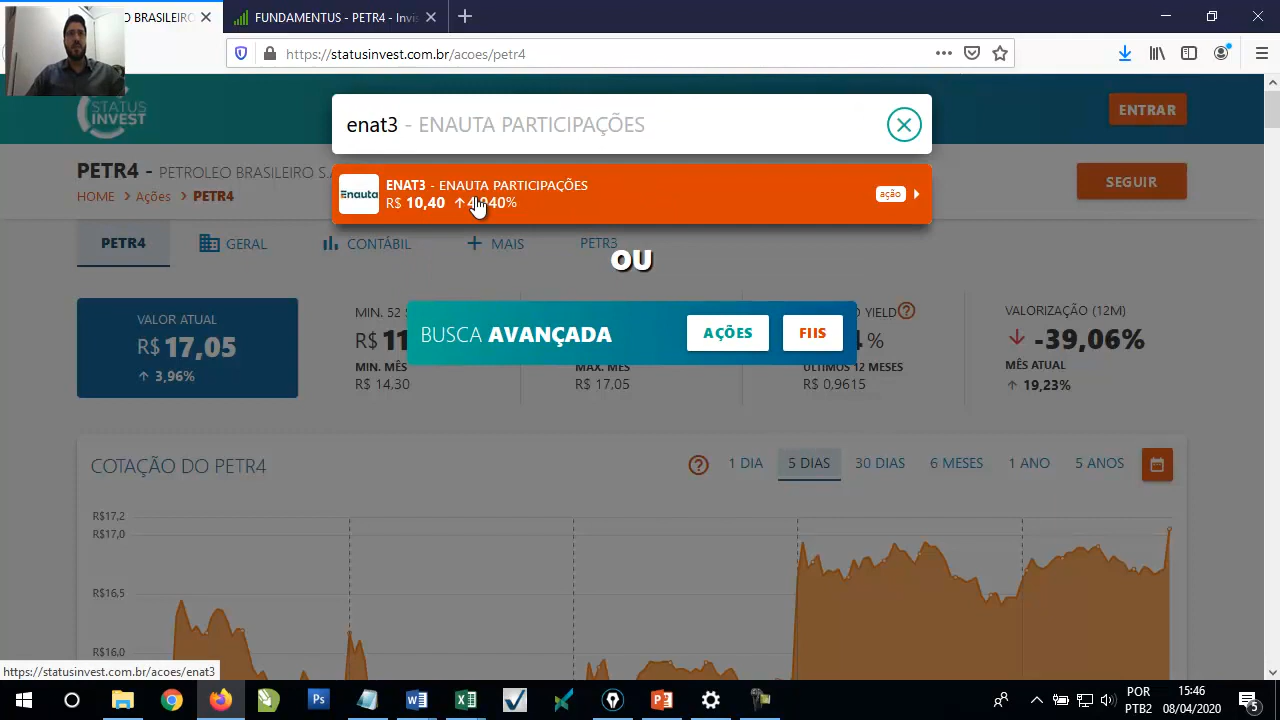 O BRASILEIRO
FUNDAMENTUS - PETR4 - Invis
https://statusinvest.com.br/acoes/petr4
STATUS
INVEST
ENTRAR
enat3 - ENAUTA PARTICIPAÇÕES
PETR4 - PETROLEO BRASILEIRO S.A
HOME Ações PETR4
SEGUIR
Enauta
ENAT3 - ENAUTA PARTICIPAÇÕES
R$ 10,40
ação
PETR4
GERAL
CONTÁBIL
MAIS
PETR3
OU
VALOR ATUAL
R$ 17,05
3,96%
MIN. 52
R$ 11
MIN. MÊS
R$ 14,30
BUSCA AVANÇADA
AÇÕES
FIIS
MÁX. MÊS
R$ 17,05
YIELD
%
ÚLTIMOS 12 MESES
R$ 0,9615
VALORIZAÇÃO (12M)
-39,06%
MÊS ATUAL
19,23%
COTAÇÃO DO PETR4
1 DIA
5 DIAS
30 DIAS
6 MESES
1 ANO
5 ANOS
R$17,2
R$17,0
R$16,5
R$16,0
https://statusinvest.com.br/acoes/enat3
POR
PTB2
15:46
08/04/2020
5